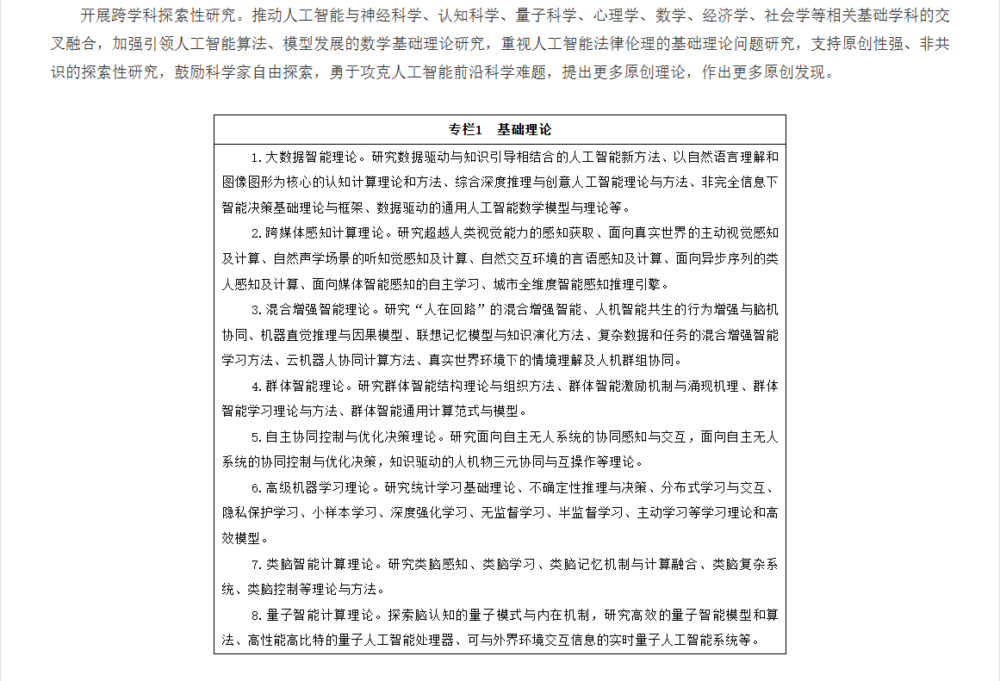 开展跨学科探索性研究。推动人工智能与神经科学、认知科学、量子科学、心理学、数学、经济学、社会学等相关基础学科的交
叉融合，加强引领人工智能算法、模型发展的数学基础理论研究，重视人工智能法律伦理的基础理论问题研究，支持原创性强、非共
识的探索性研究，鼓励科学家自由探索，勇于攻克人工智能前沿科学难题，提出更多原创理论，作出更多原创发现。
专栏1 基础理论
1.大数据智能理论。研究数据驱动与知识引导相结合的人工智能新方法、以自然语言理解和
图像图形为核心的认知计算理论和方法、综合深度推理与创意人工智能理论与方法、非完全信息下
智能决策基础理论与框架、数据驱动的通用人工智能数学模型与理论等。
2.跨媒体感知计算理论。研究超越人类视觉能力的感知获取、面向真实世界的主动视觉感知
及计算、自然声学场景的听知觉感知及计算、自然交互环境的言语感知及计算、面向异步序列的类
人感知及计算、面向媒体智能感知的自主学习、城市全维度智能感知推理引擎。
3.混合增强智能理论。研究“人在回路”的混合增强智能、人机智能共生的行为增强与脑机
协同、机器直觉推理与因果模型、联想记忆模型与知识演化方法、复杂数据和任务的混合增强智能
学习方法、云机器人协同计算方法、真实世界环境下的情境理解及人机群组协同。
4.群体智能理论。研究群体智能结构理论与组织方法、群体智能激励机制与涌现机理、群体
智能学习理论与方法、群体智能通用计算范式与模型。
5.自主协同控制与优化决策理论。研究面向自主无人系统的协同感知与交互，面向自主无人
系统的协同控制与优化决策，知识驱动的人机物三元协同与互操作等理论。
6.高级机器学习理论。研究统计学习基础理论、不确定性推理与决策、分布式学习与交互、
隐私保护学习、小样本学习、深度强化学习、无监督学习、半监督学习、主动学习等学习理论和高
效模型。
7.类脑智能计算理论。研究类脑感知、类脑学习、类脑记忆机制与计算融合、类脑复杂系
统、类脑控制等理论与方法。
8.量子智能计算理论。探索脑认知的量子模式与内在机制，研究高效的量子智能模型和算
法、高性能高比特的量子人工智能处理器、可与外界环境交互信息的实时量子人工智能系统等。